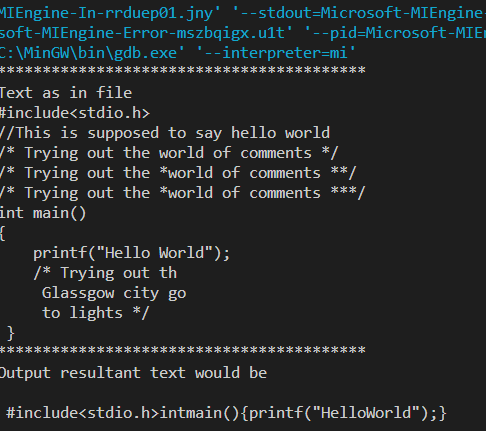 MIEngine-In-rrduep01.jny' '--stdout=Microsoft-MIEngine-
soft-MIEngine-Error-mszbqigx.u1t' '--pid=Microsoft-MIEn
C:\MinGW\bin\gdb.exe' '--interpreter=mi'
******************************************
Text as in file
#include<stdio.h>
//This is supposed to say hello world
/* Trying out the world of comments */
/* Trying out the *world of comments **/
/* Trying out the *world of comments ***/
int main()
{
    printf("Hello World");
    /* Trying out th
     Glassgow city go
     to lights */
 }
******************************************
Output resultant text would be

 #include<stdio.h>intmain(){printf("HelloWorld");}